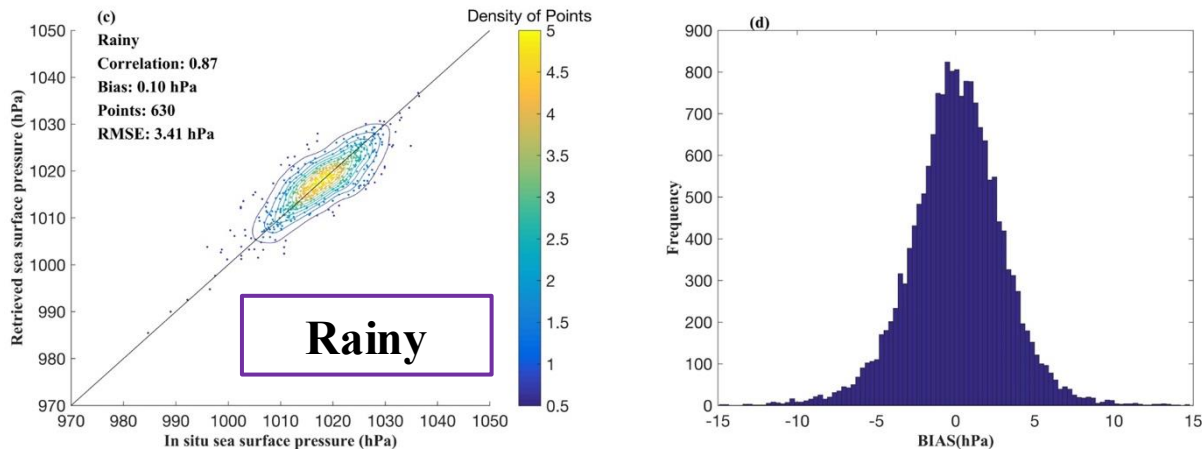 (c)
Rainy
Correlation: 0.87
Bias: 0.10 hPa
Points: 630
RMSE: 3.41 hPa
Retrieved sea surface pressure (hPa)
1050
1040
1030
1020
1010
1000
990
980
970
970 980 990 1000 1010 1020 1030 1040 1050
In situ sea surface pressure (hPa)
Rainy
Density of Points
5
4.5
4
3.5
3
2.5
2
1.5
1
0.5
(d)
Frequency
900
800
700
600
500
400
300
200
100
0
-15 -10 -5 0 5 10 15
BIAS(hPa)